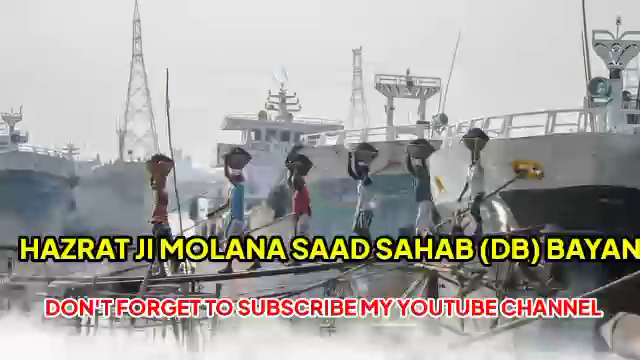 HAZRAT JI MOLANA SAAD SAHAB (DB) BAYAN
DON'T FORGET TO SUBSCRIBE MY YOUTUBE CHANNEL